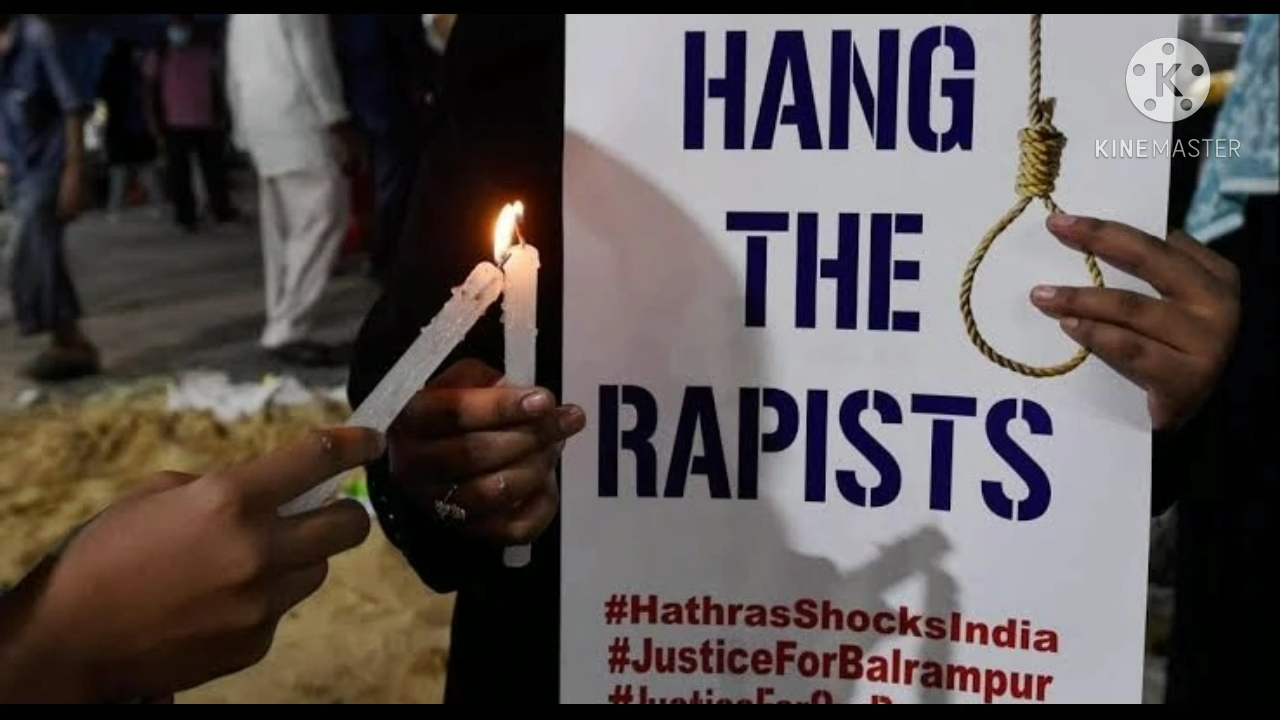 HANG
THE
RAPISTS
#HathrasShocksIndia
#JusticeForBalrampur
K
KINEMASTER